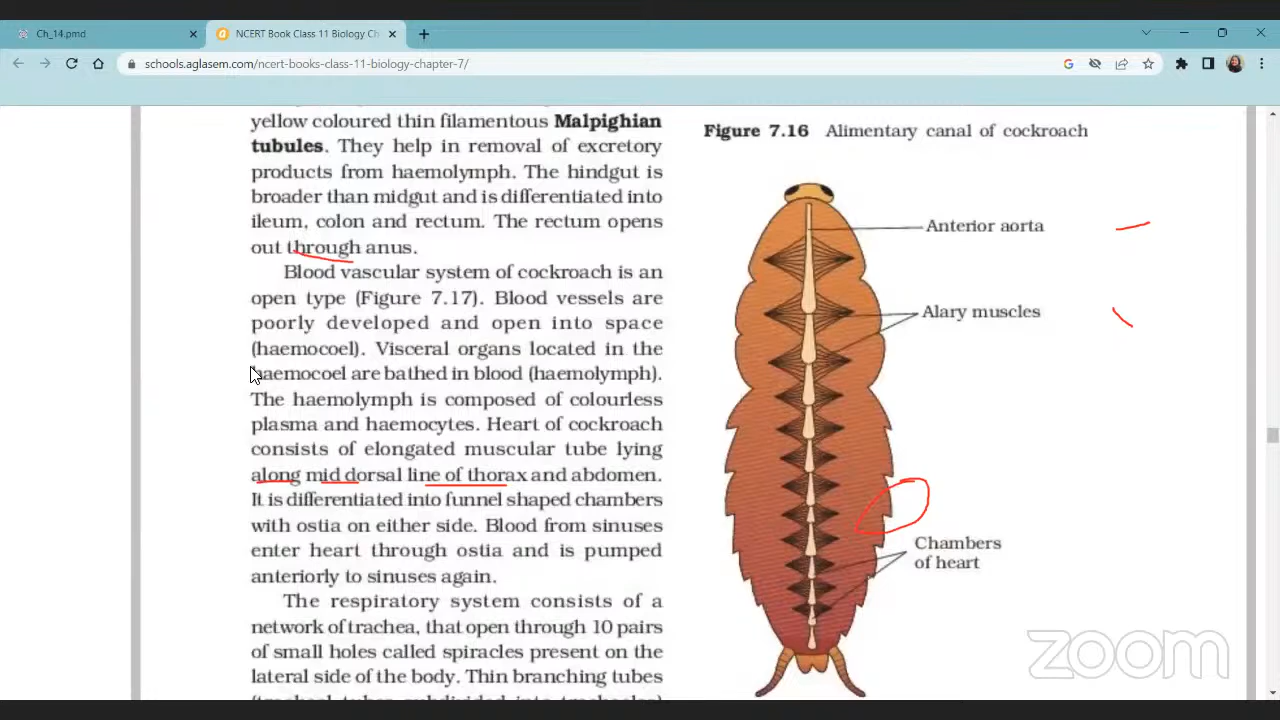 Ch_14.pmd
NCERT Book Class 11 Biology Ch
schools.aglasem.com/ncert-books-class-11-biology-chapter-7/
yellow coloured thin filamentous Malpighian
tubules. They help in removal of excretory
products from haemolymph. The hindgut is
broader than midgut and is differentiated into
ileum, colon and rectum. The rectum opens
out through anus.
Blood vascular system of cockroach is an
open type (Figure 7.17). Blood vessels are
poorly developed and open into space
(haemocoel). Visceral organs located in the
haemocoel are bathed in blood (haemolymph).
The haemolymph is composed of colourless
plasma and haemocytes. Heart of cockroach
consists of elongated muscular tube lying
along mid dorsal line of thorax and abdomen.
It is differentiated into funnel shaped chambers
with ostia on either side. Blood from sinuses
enter heart through ostia and is pumped
anteriorly to sinuses again.
The respiratory system consists of a
network of trachea, that open through 10 pairs
of small holes called spiracles present on the
lateral side of the body. Thin branching tubes
(tracheal tubes subdivided into tracheoles)
Figure 7.16 Alimentary canal of cockroach
Anterior aorta
Alary muscles
Chambers
of heart
zoom